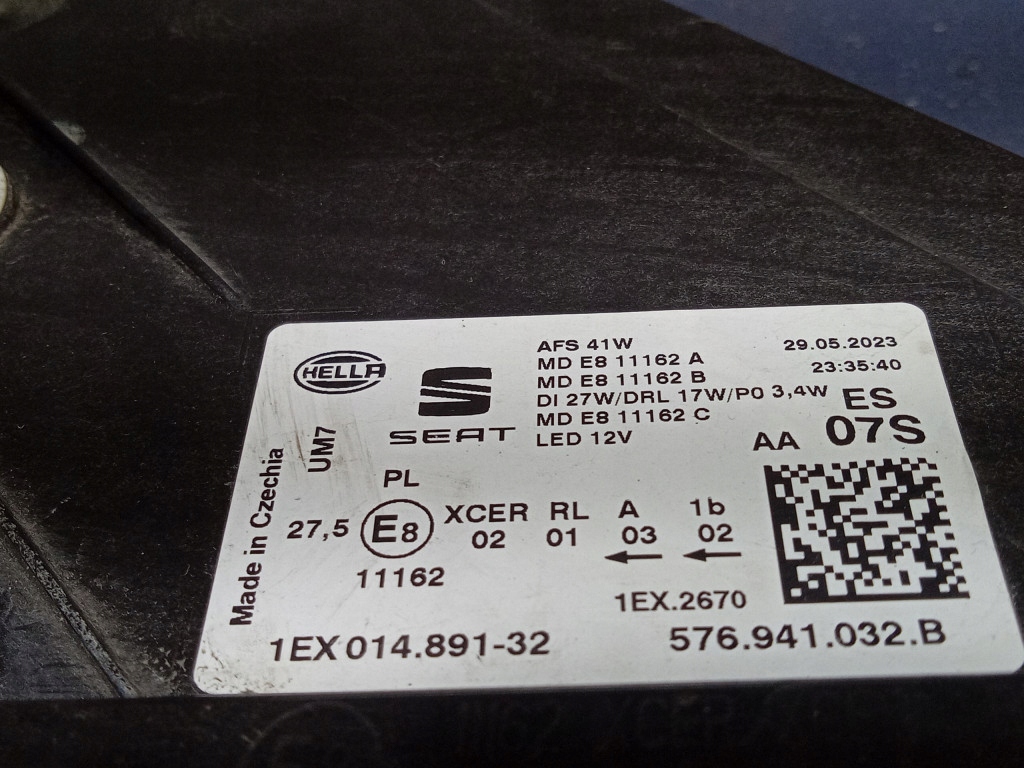 HELLA
SEAT
AFS 41W
MD E8 11162 A
MD E8 11162 B
DI 27W/DRL 17W/P0 3,4W
MD E8 11162 C
LED 12V
29.05.2023
23:35:40
ES
AA 07S
Made in Czechia
UM7
PL
27,5 E8 XCER RL A 1b
02 01 03 02
11162
1EX.2670
1EX 014.891-32
576.941.032.B